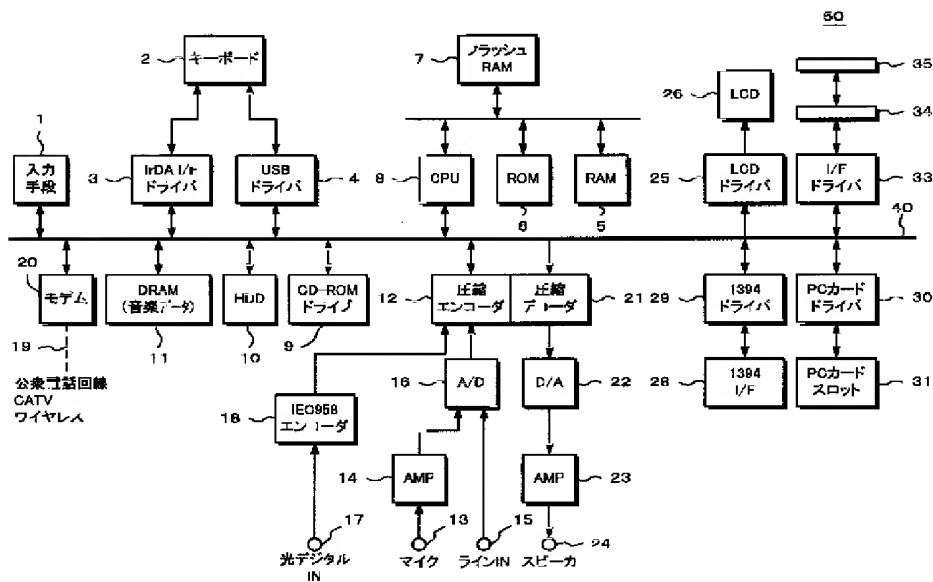 50
2
キーボード
7
フラッシュ
RAM
35
26
LCD
34
1
入力
手段
3
IrDA I/F
ドライバ
USB
ドライバ
4
8
CPU
ROM
RAM
6
5
25
LCD
ドライバ
I/F
ドライバ
33
40
20
モデム
DRAM
(音楽データ)
11
HDD
10
CD-ROM
ドライブ
9
12
圧縮
エンコーダ
圧縮
デコーダ
21
29
1394
ドライバ
PCカード
ドライバ
30
19
公衆電話回線
CATV
ワイヤレス
18
IEC958
エンコーダ
16
A/D
D/A
22
28
1394
I/F
PCカード
スロット
31
14
AMP
AMP
23
17
13
15
24
光デジタル
IN
マイク
ラインIN
スピーカ